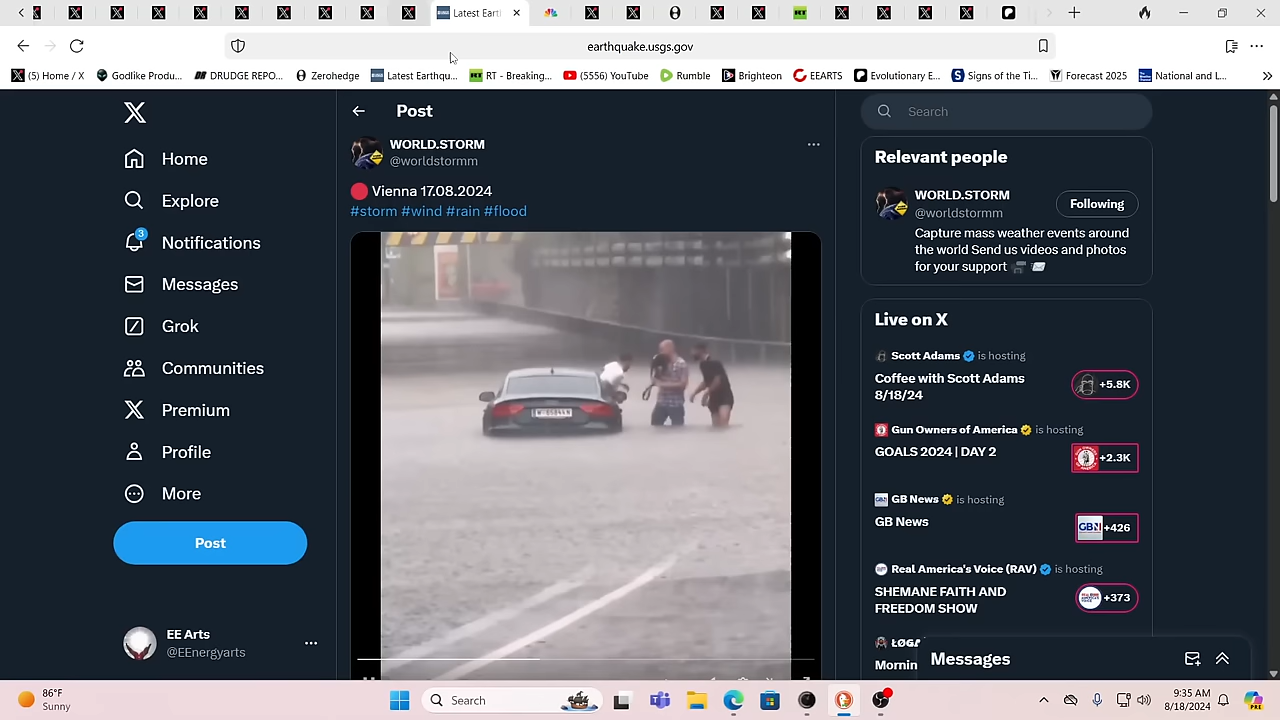 Latest Eart
earthquake.usgs.gov
(5) Home / X
Godlike Produ...
DRUDGE REPO...
Zerohedge
Latest Earthqu...
RT
RT - Breaking...
(5556) YouTube
Rumble
Brighteon
EEARTS
Evolutionary E...
Signs of the Ti...
Forecast 2025
National and L...
Home
Explore
3
Notifications
Messages
Grok
Communities
Premium
Profile
More
Post
EE Arts
@EEnergyarts
Post
WORLD.STORM
@worldstormm
Vienna 17.08.2024
#storm #wind #rain #flood
Search
Relevant people
WORLD.STORM
@worldstormm
Following
Capture mass weather events around
the world Send us videos and photos
for your support
Live on X
Scott Adams is hosting
Coffee with Scott Adams
8/18/24
+5.8K
Gun Owners of America is hosting
GOALS 2024 | DAY 2
+2.3K
GB News is hosting
GB News
GBN
+426
Real America's Voice (RAV) is hosting
SHEMANE FAITH AND
FREEDOM SHOW
+373
Mornin
Messages
86°F
Sunny
Search
9:35 AM
8/18/2024